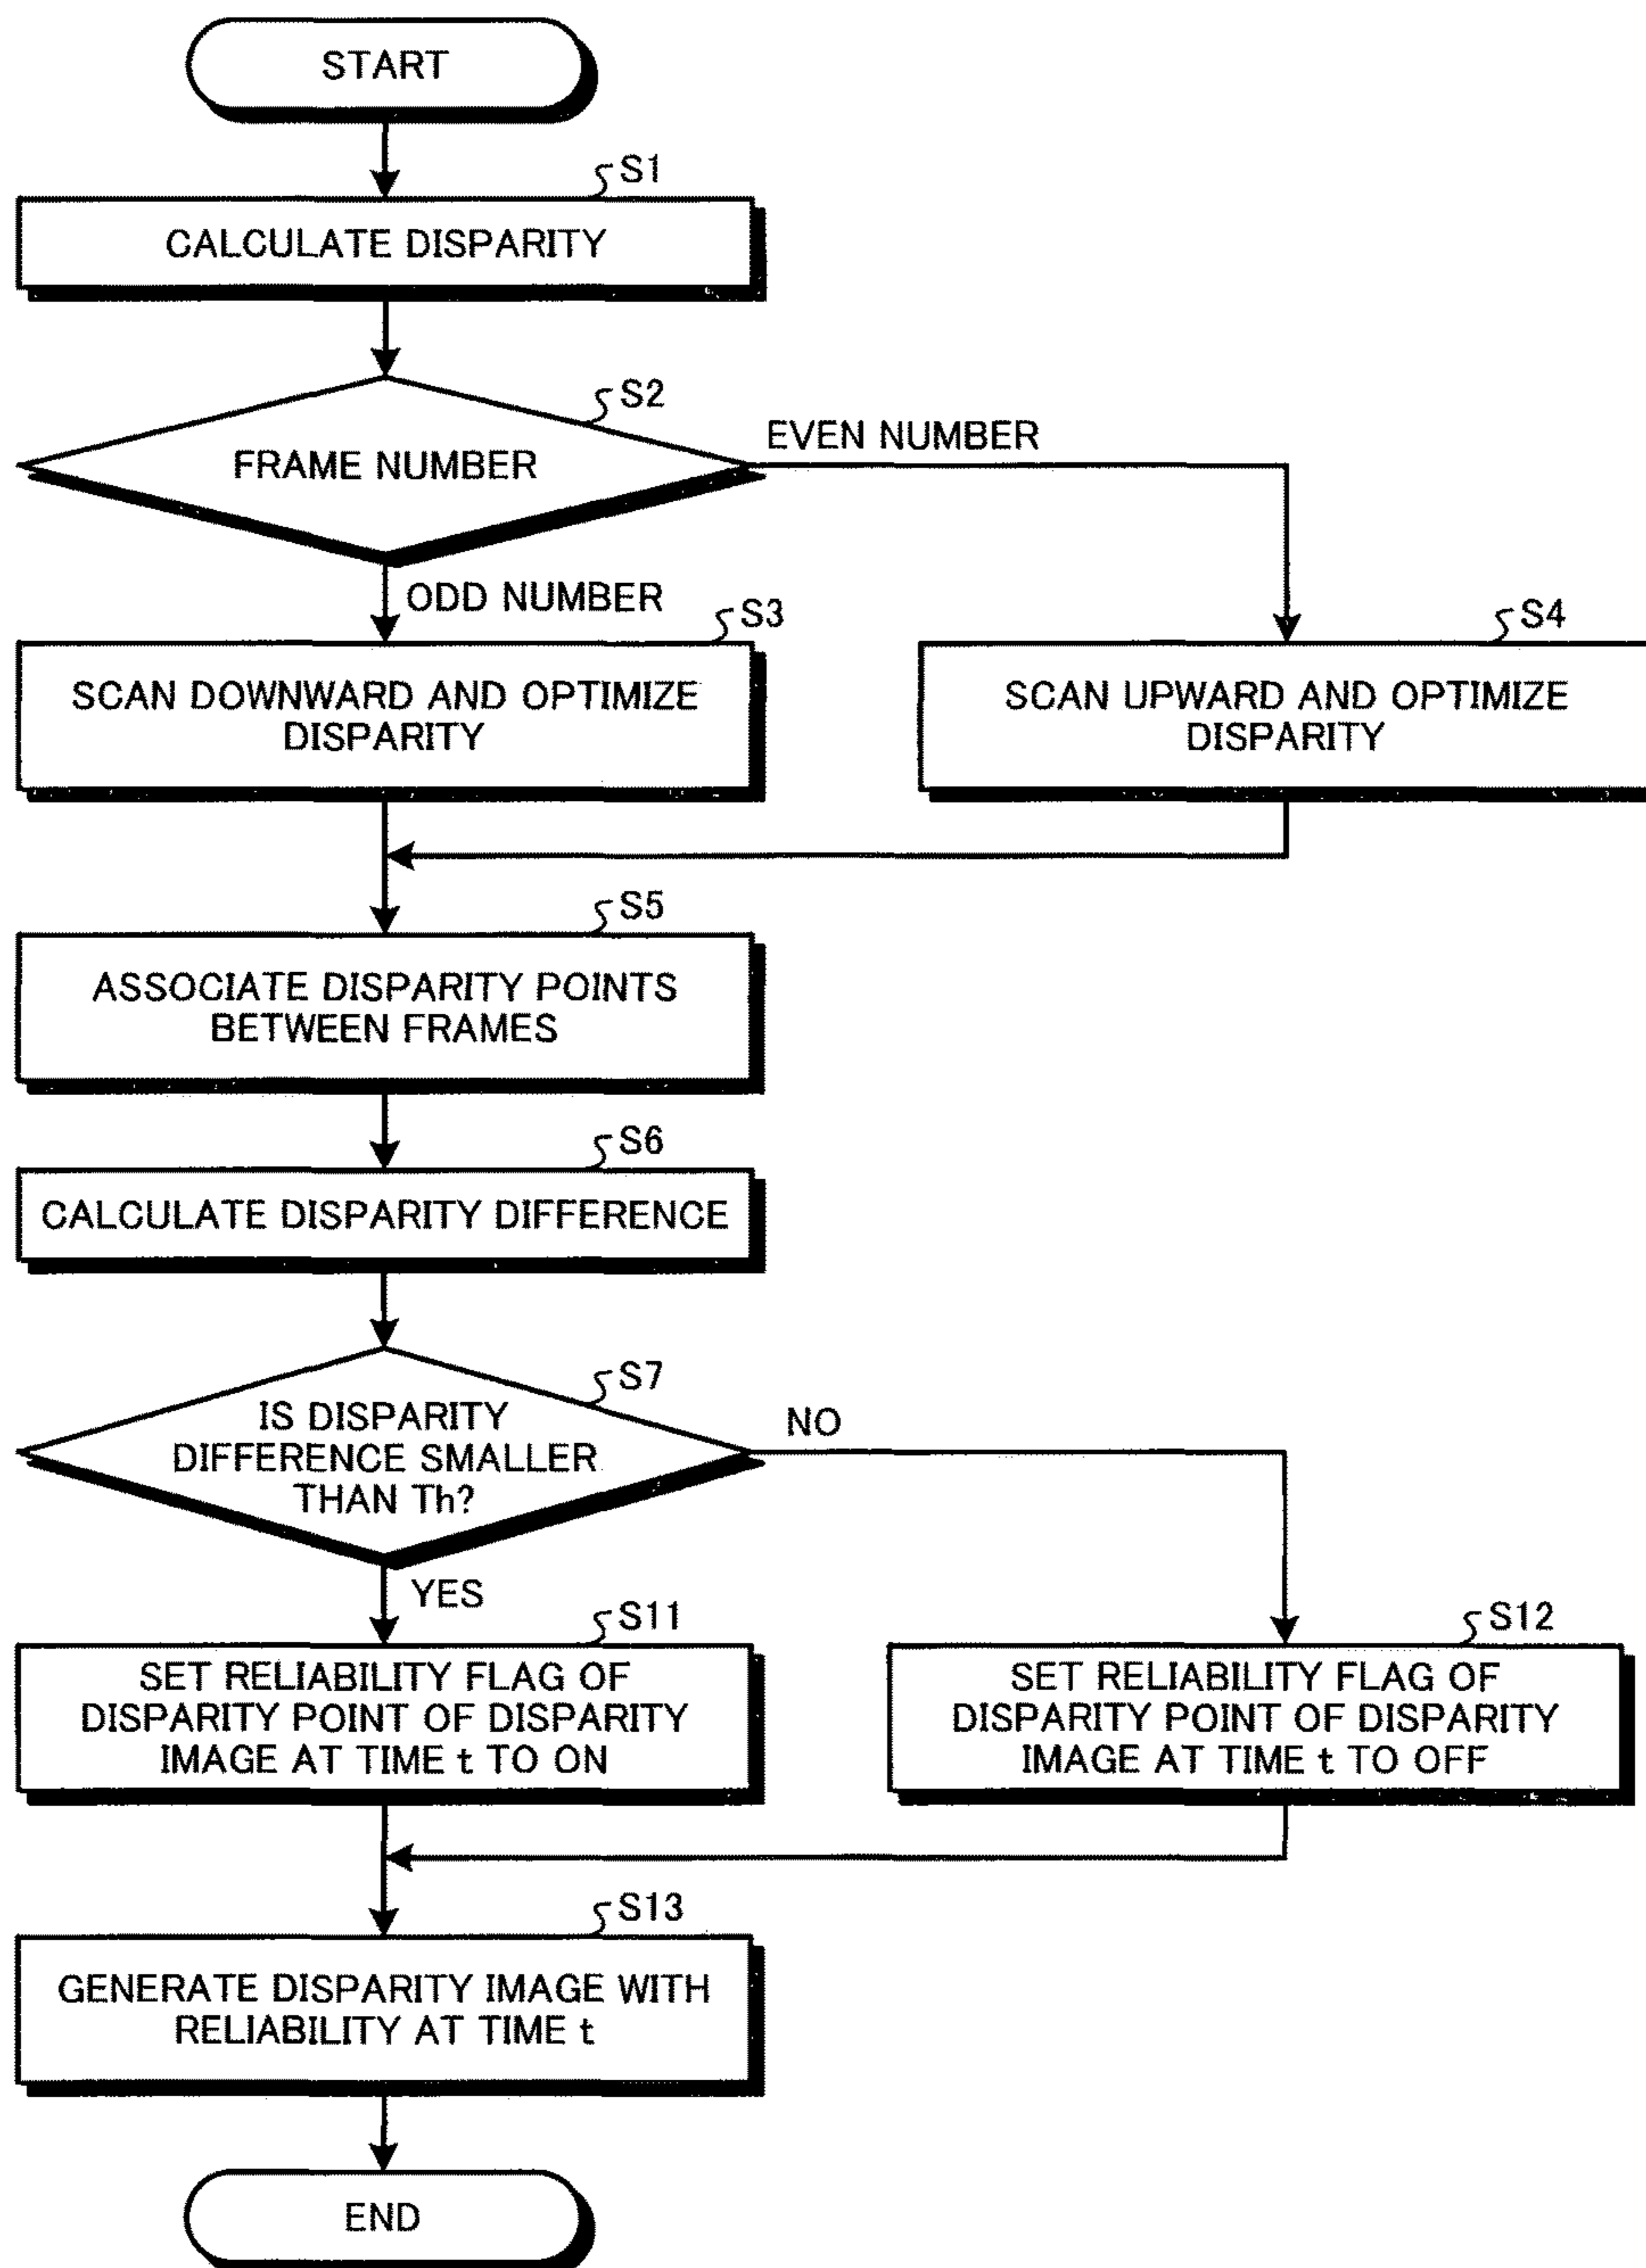 START
S1
CALCULATE DISPARITY
S2
FRAME NUMBER
EVEN NUMBER
ODD NUMBER
S3
SCAN DOWNWARD AND OPTIMIZE
DISPARITY
S4
SCAN UPWARD AND OPTIMIZE
DISPARITY
S5
ASSOCIATE DISPARITY POINTS
BETWEEN FRAMES
S6
CALCULATE DISPARITY DIFFERENCE
S7
IS DISPARITY
DIFFERENCE SMALLER
THAN Th?
NO
YES
S11
SET RELIABILITY FLAG OF
DISPARITY POINT OF DISPARITY
IMAGE AT TIME t TO ON
S12
SET RELIABILITY FLAG OF
DISPARITY POINT OF DISPARITY
IMAGE AT TIME t TO OFF
S13
GENERATE DISPARITY IMAGE WITH
RELIABILITY AT TIME t
END